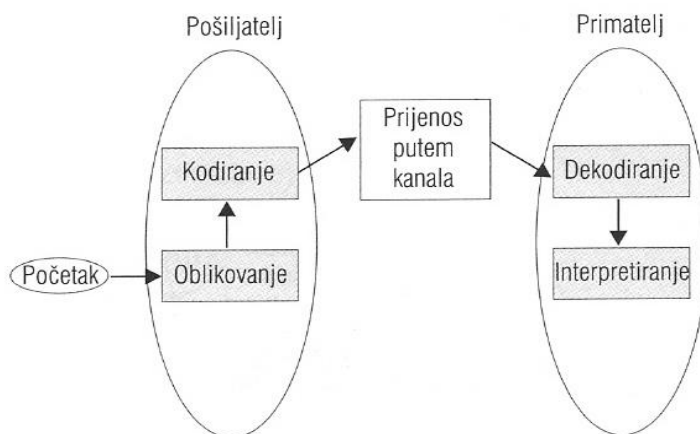 Pošiljatelj
Primatelj
Kodiranje
Prijenos
putem
kanala
Dekodiranje
Početak
Oblikovanje
Interpretiranje